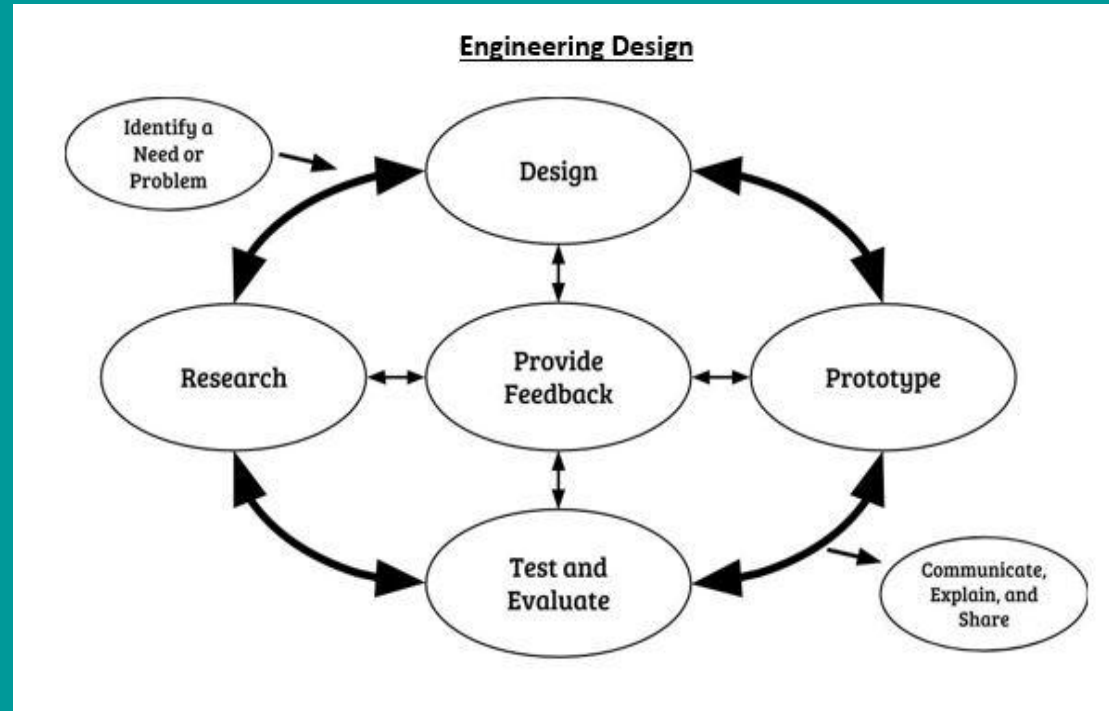 Engineering Design
Identify a
Need or
Problem
Design
Research
Provide
Feedback
Prototype
Test and
Evaluate
Communicate,
Explain, and
Share